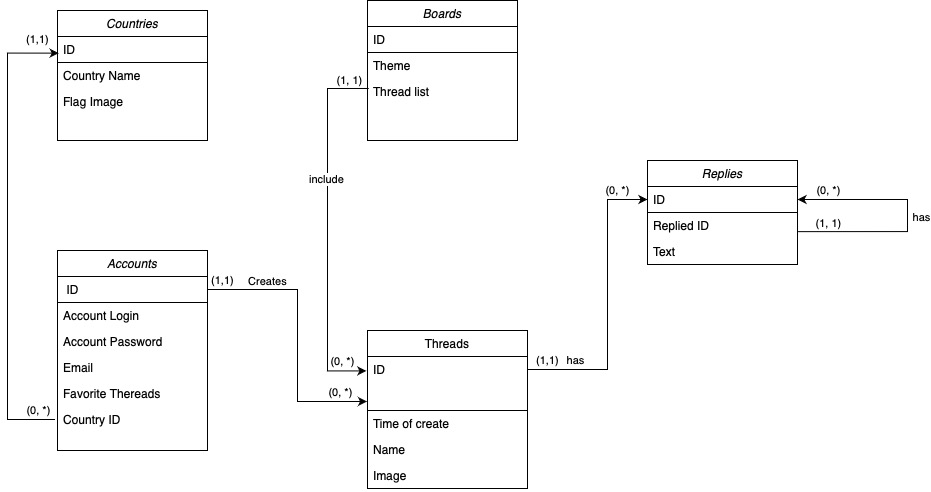 Countries
ID
Country Name
Flag Image
(1,1)
Boards
ID
Theme
Thread list
(1, 1)
include
Replies
ID
Replied ID
Text
(0, *)
(0, *)
(1, 1)
has
Accounts
ID
Account Login
Account Password
Email
Favorite Thereads
Country ID
(0, *)
(1,1) Creates
Threads
ID
Time of create
Name
Image
(0, *)
(0, *)
(1,1) has